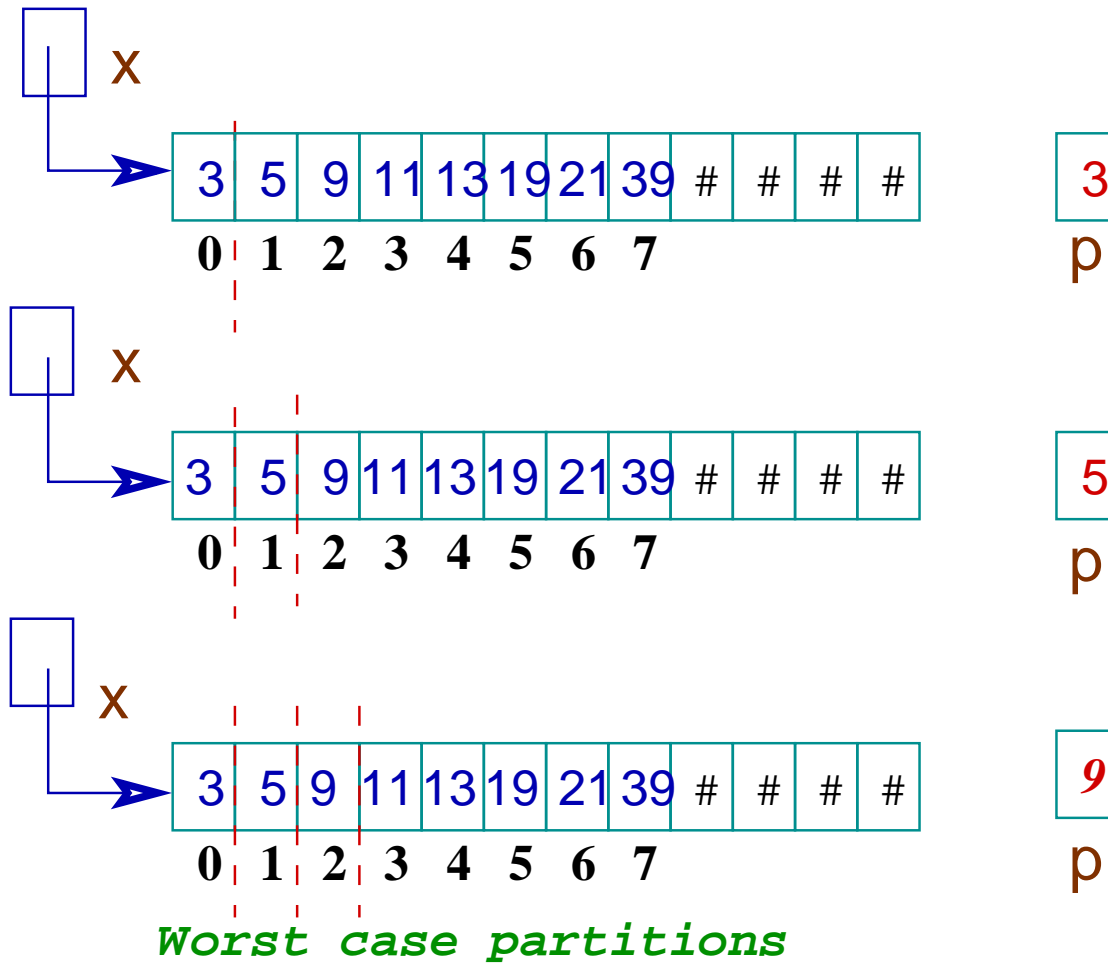 x
3 5 9 11 13 19 21 39 # # # # 3
0 1 2 3 4 5 6 7 p
x
3 5 9 11 13 19 21 39 # # # # 5
0 1 2 3 4 5 6 7 p
x
3 5 9 11 13 19 21 39 # # # # 9
0 1 2 3 4 5 6 7 p
Worst case partitions